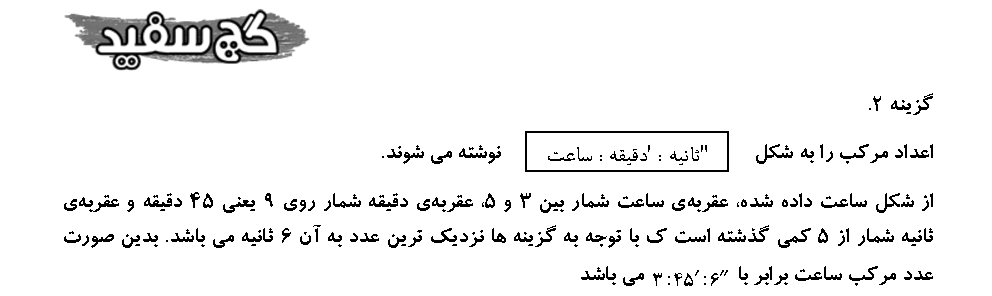 گچ سفید
گزینه ۲.
اعداد مرکب را به شکل ساعت : دقیقه' : ثانیه" نوشته می شوند.
از شکل ساعت داده شده، عقربه‌ی ساعت شمار بین ۳ و ۵، عقربه‌ی دقیقه شمار روی ۹ یعنی ۴۵ دقیقه و عقربه‌ی
ثانیه شمار از ۵ کمی گذشته است ک با توجه به گزینه ها نزدیک ترین عدد به آن ۶ ثانیه می باشد. بدین صورت
عدد مرکب ساعت برابر با ۳:۴۵′:۶″ می باشد